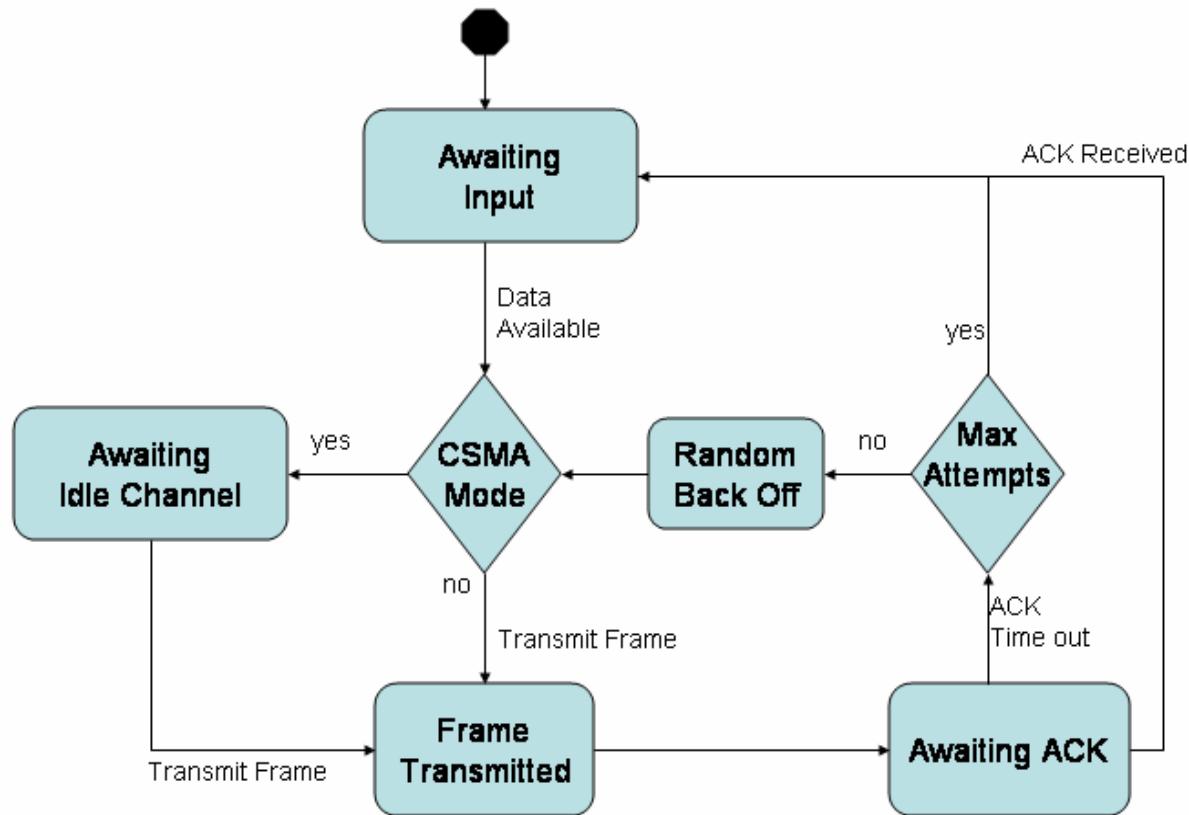 Awaiting
Input
ACK Received
Data
Available
yes
Awaiting
Idle Channel
yes
CSMA
Mode
Random
Back Off
no
Max
Attempts
no
ACK
Time out
Transmit Frame
Transmit Frame
Frame
Transmitted
Awaiting ACK